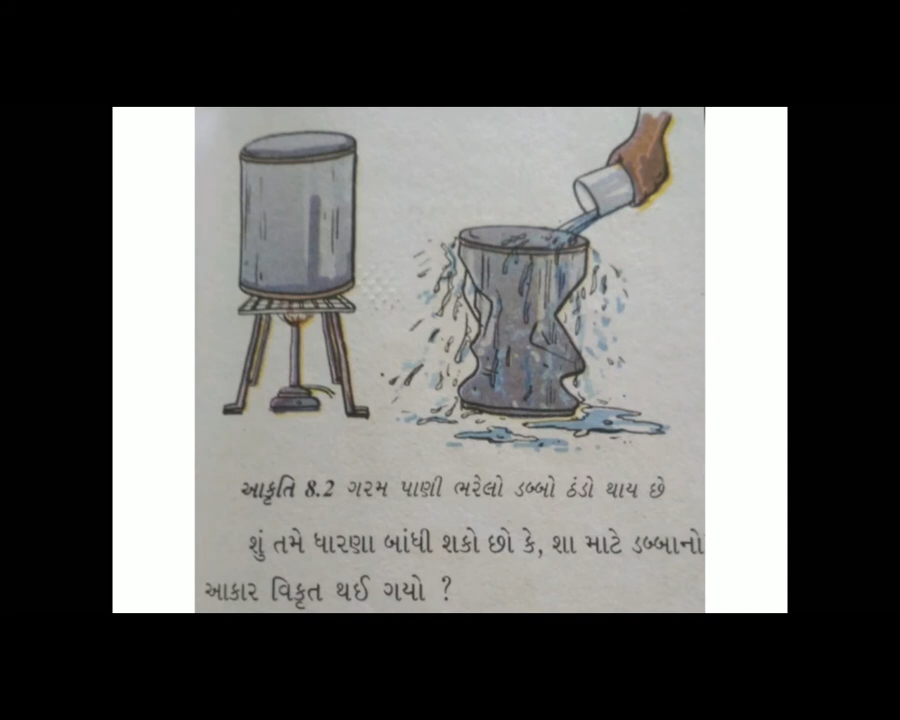 આકૃતિ 8.2 ગરમ પાણી ભરેલો ડબ્બો ઠંડો થાય છે
શું તમે ધારણા બાંધી શકો છો કે, શા માટે ડબ્બાનો
આકાર વિકૃત થઈ ગયો ?